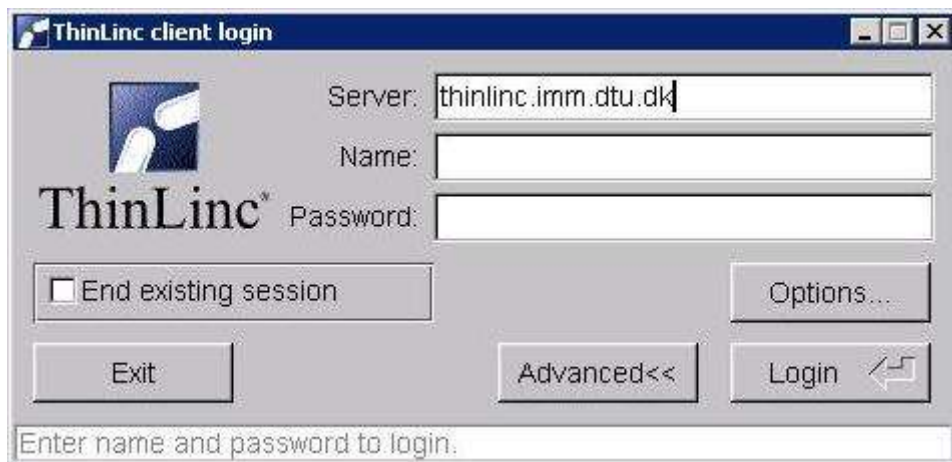 ThinLinc client login
Server: thinlinc.imm.dtu.dk
Name:
ThinLinc®
Password:
End existing session
Options...
Exit
Advanced<<
Login
Enter name and password to login.